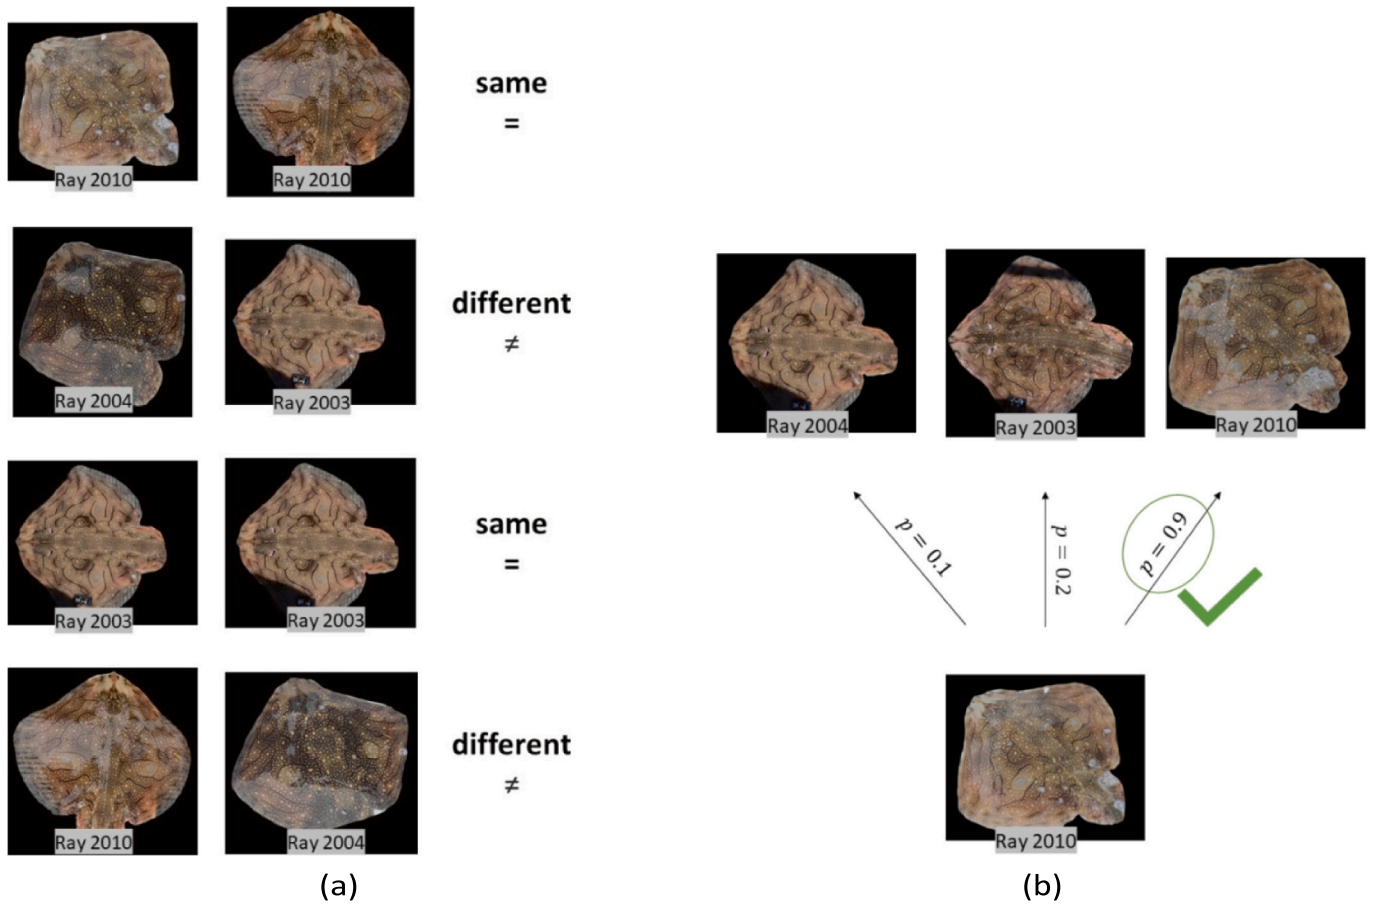 Ray 2010
Ray 2010
same
=
Ray 2004
Ray 2003
different
≠
Ray 2003
Ray 2003
same
=
Ray 2010
Ray 2004
different
≠
(a)
Ray 2004
Ray 2003
Ray 2010
p = 0.1
p = 0.2
p = 0.9
Ray 2010
(b)